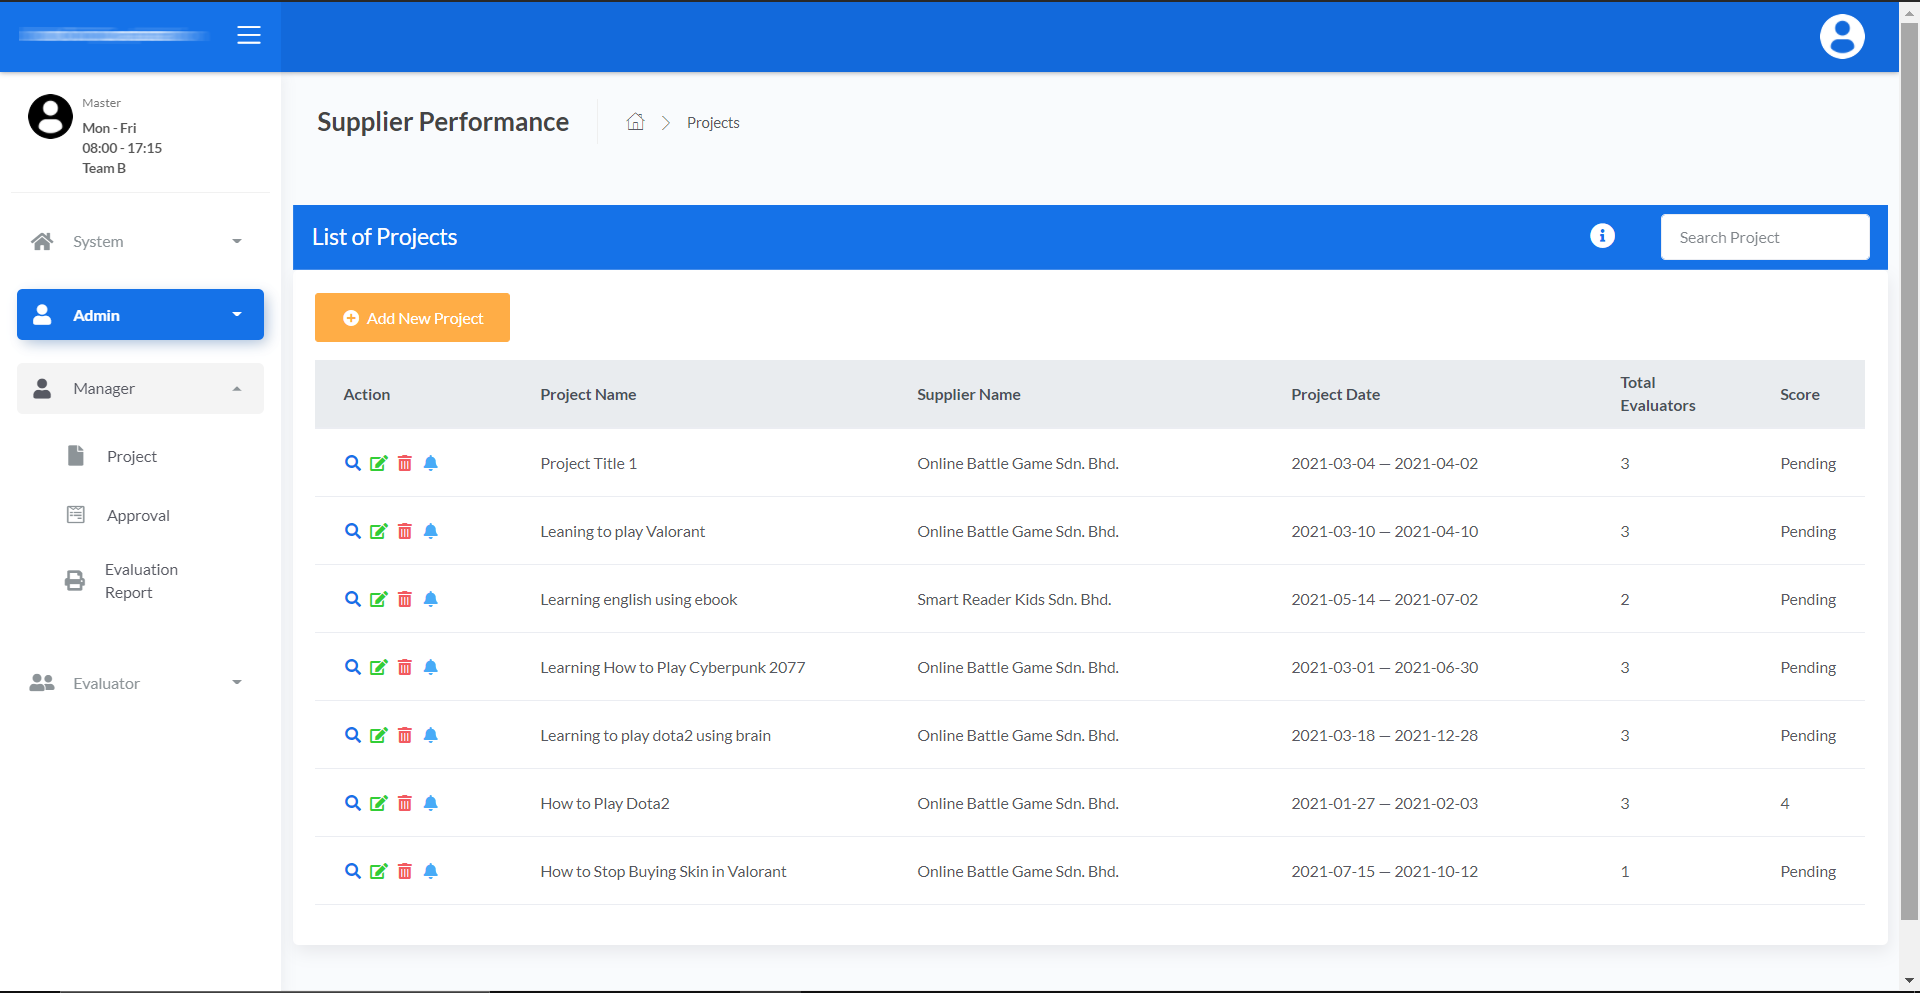 Master
Mon - Fri
08:00 - 17:15
Team B
System
Admin
Manager
Project
Approval
Evaluation
Report
Evaluator
Supplier Performance
Projects
List of Projects
Search Project
Add New Project
Action Project Name Supplier Name Project Date Total Evaluators Score
Project Title 1 Online Battle Game Sdn. Bhd. 2021-03-04 — 2021-04-02 3 Pending
Leaning to play Valorant Online Battle Game Sdn. Bhd. 2021-03-10 — 2021-04-10 3 Pending
Learning english using ebook Smart Reader Kids Sdn. Bhd. 2021-05-14 — 2021-07-02 2 Pending
Learning How to Play Cyberpunk 2077 Online Battle Game Sdn. Bhd. 2021-03-01 — 2021-06-30 3 Pending
Learning to play dota2 using brain Online Battle Game Sdn. Bhd. 2021-03-18 — 2021-12-28 3 Pending
How to Play Dota2 Online Battle Game Sdn. Bhd. 2021-01-27 — 2021-02-03 3 4
How to Stop Buying Skin in Valorant Online Battle Game Sdn. Bhd. 2021-07-15 — 2021-10-12 1 Pending